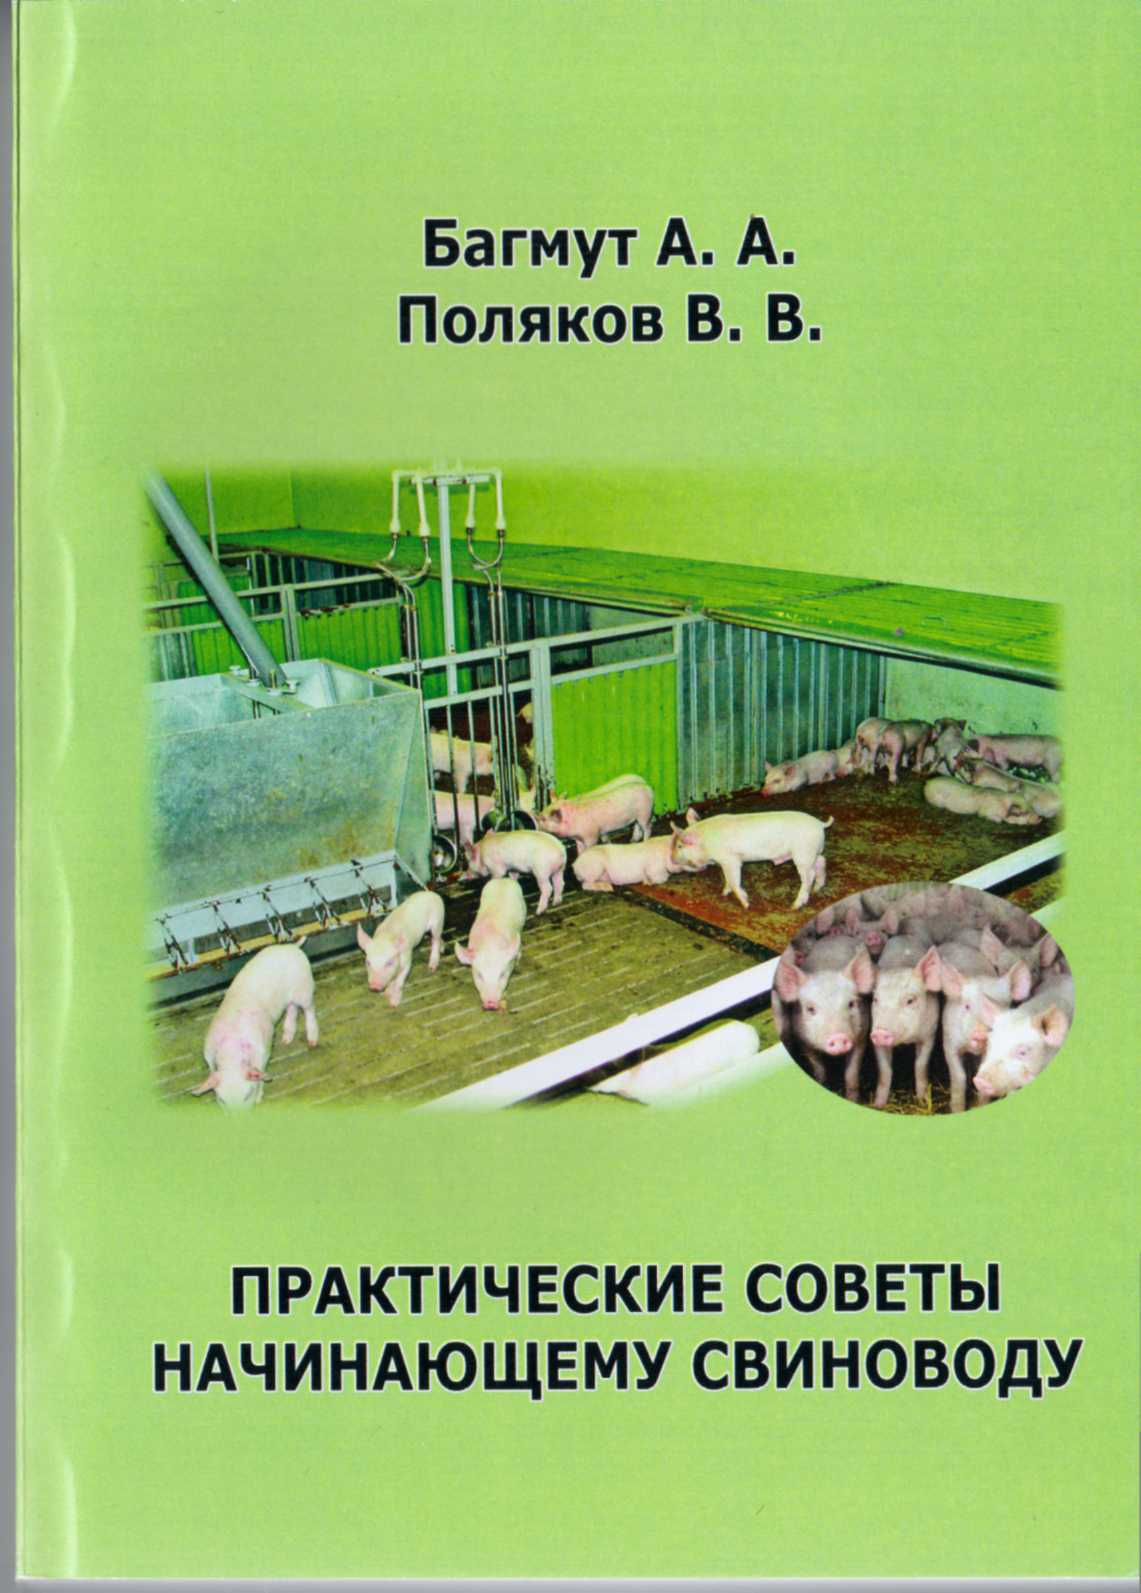 Багмут А. А.
Поляков В. В.
ПРАКТИЧЕСКИЕ СОВЕТЫ
НАЧИНАЮЩЕМУ СВИНОВОДУ